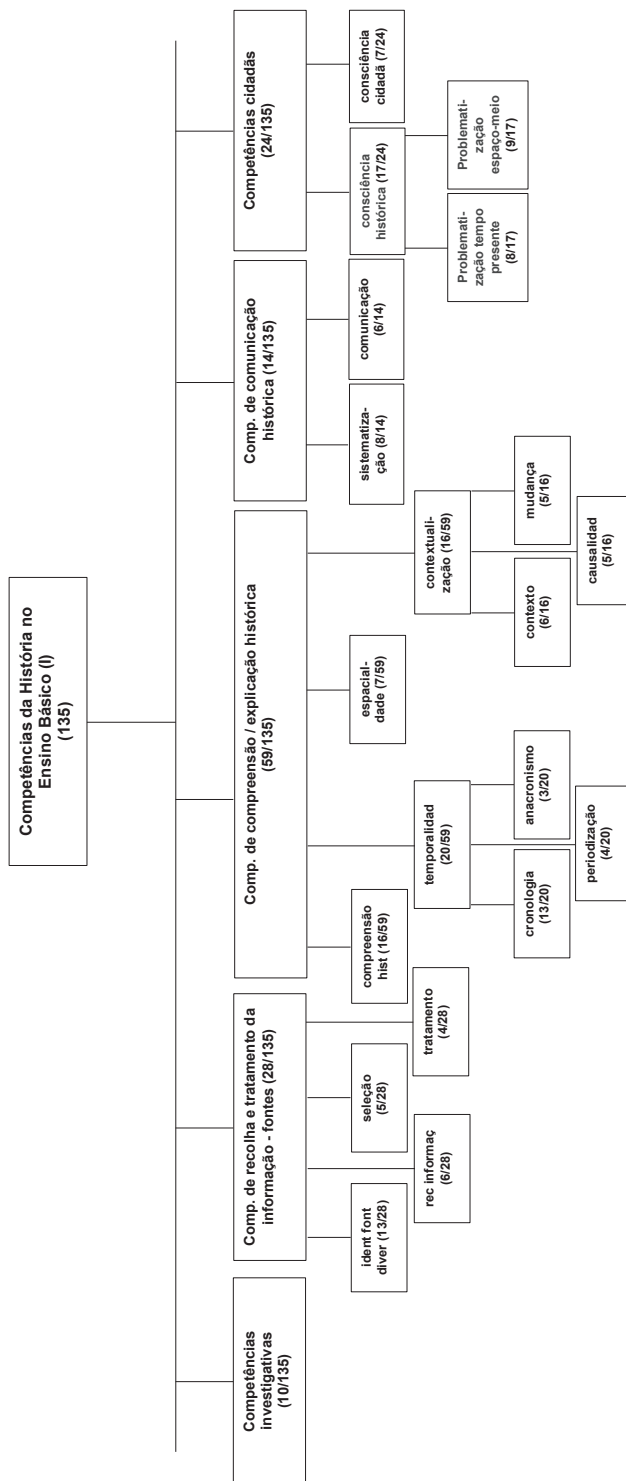 Competências da História no
Ensino Básico (I)
(135)
Competências
investigativas
(10/135)
Comp. de recolha e tratamento da
informação - fontes (28/135)
Comp. de compreensão / explicação histórica
(59/135)
Comp. de comunicação
histórica (14/135)
Competências cidadãs
(24/135)
ident font
diver (13/28)
rec informaç
(6/28)
seleção
(5/28)
tratamento
(4/28)
compreensão
hist (16/59)
temporalidad
(20/59)
cronologia
(13/20)
periodização
(4/20)
anacronismo
(3/20)
espacial-
dade (7/59)
contextuali-
zação (16/59)
contexto
(6/16)
causalidad
(5/16)
mudança
(5/16)
sistematiza-
ção (8/14)
comunicação
(6/14)
consciência
histórica (17/24)
consciência
cidadã (7/24)
Problemati-
zação tempo
presente
(8/17)
Problemati-
zação
espaço-meio
(9/17)